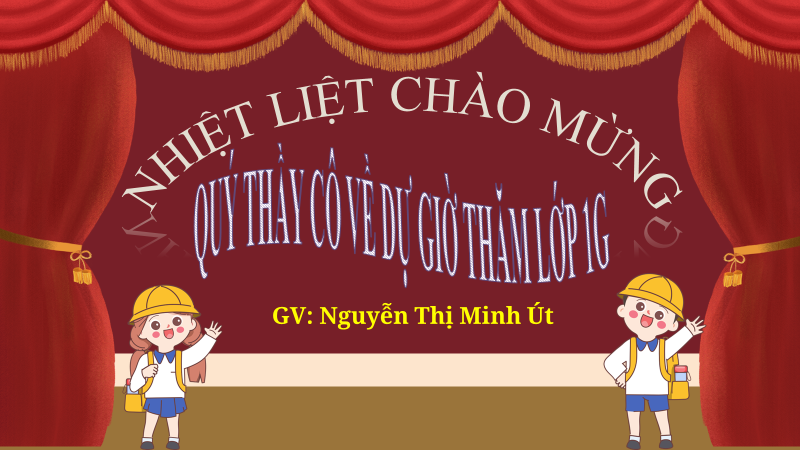 NHIỆT LIỆT CHÀO MỪNG
QUÝ THẦY CÔ VỀ DỰ GIỜ THĂM LỚP 1G
GV: Nguyễn Thị Minh Út